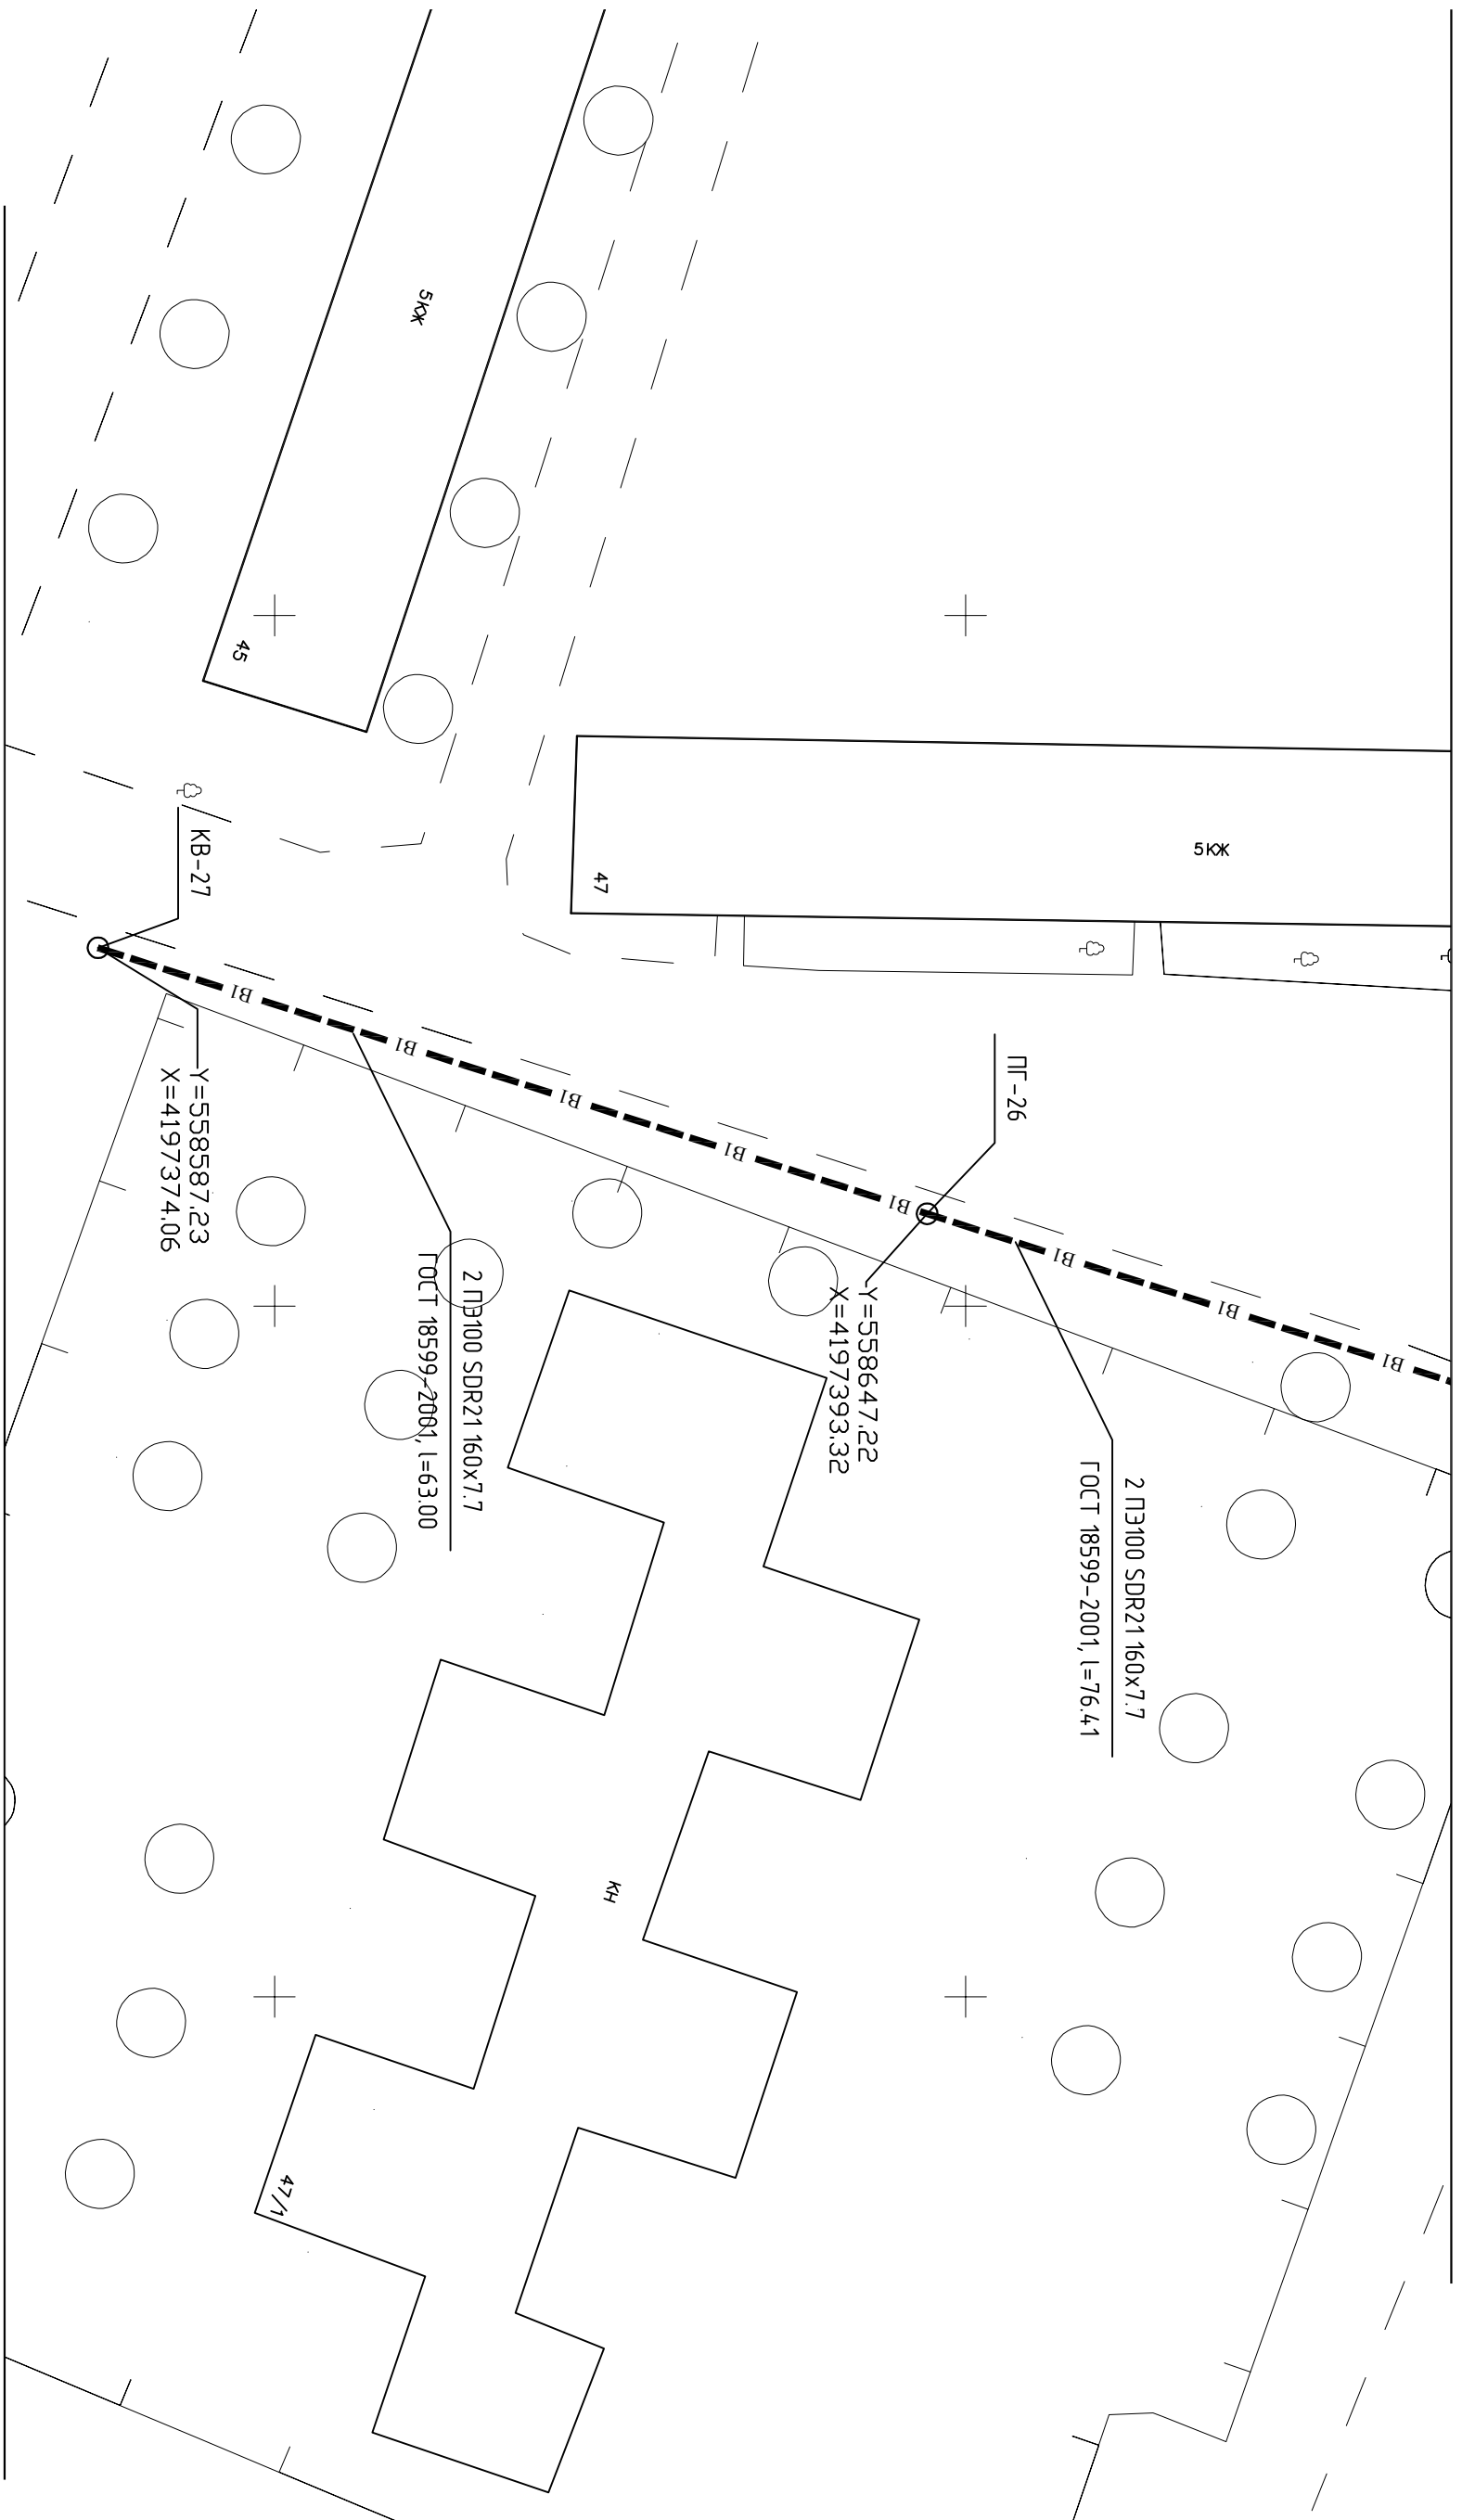 5КЖ
45
КВ-27
47
5КЖ
В1
В1
В1
В1
В1
В1
В1
В1
ПГ-26
Y=558587,23
X=4197374,06
2 ПЭ100 SDR21 160x7.7
ГОСТ 18599-2001, l=63.00
Y=558647,22
X=4197393,32
2 ПЭ100 SDR21 160x7.7
ГОСТ 18599-2001, l=76.41
КН
47/1